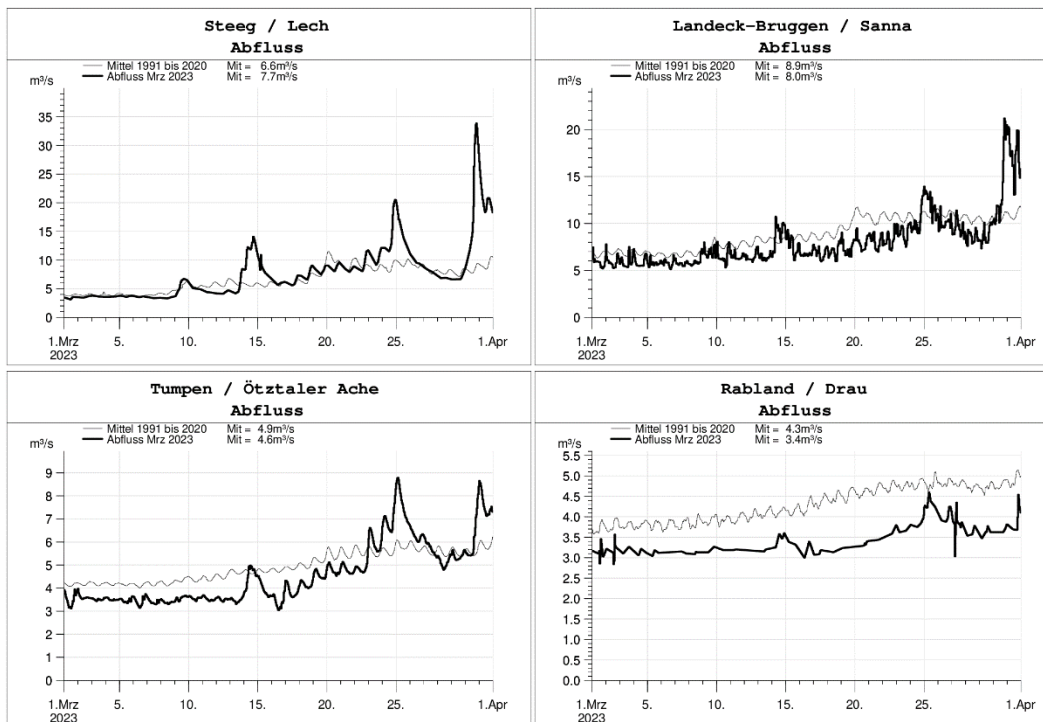 Steeg / Lech
Abfluss
Mittel 1991 bis 2020 Mit = 6.6m³/s
Abfluss Mrz 2023 Mit = 7.7m³/s
m³/s
35
30
25
20
15
10
5
0
1.Mrz 5. 10. 15. 20. 25. 1.Apr
2023
Landeck-Bruggen / Sanna
Abfluss
Mittel 1991 bis 2020 Mit = 8.9m³/s
Abfluss Mrz 2023 Mit = 8.0m³/s
m³/s
20
15
10
5
0
1.Mrz 5. 10. 15. 20. 25. 1.Apr
2023
Tumpen / Ötztaler Ache
Abfluss
Mittel 1991 bis 2020 Mit = 4.9m³/s
Abfluss Mrz 2023 Mit = 4.6m³/s
m³/s
9
8
7
6
5
4
3
2
1
0
1.Mrz 5. 10. 15. 20. 25. 1.Apr
2023
Rabland / Drau
Abfluss
Mittel 1991 bis 2020 Mit = 4.3m³/s
Abfluss Mrz 2023 Mit = 3.4m³/s
m³/s
5.5
5.0
4.5
4.0
3.5
3.0
2.5
2.0
1.5
1.0
0.5
0.0
1.Mrz 5. 10. 15. 20. 25. 1.Apr
2023